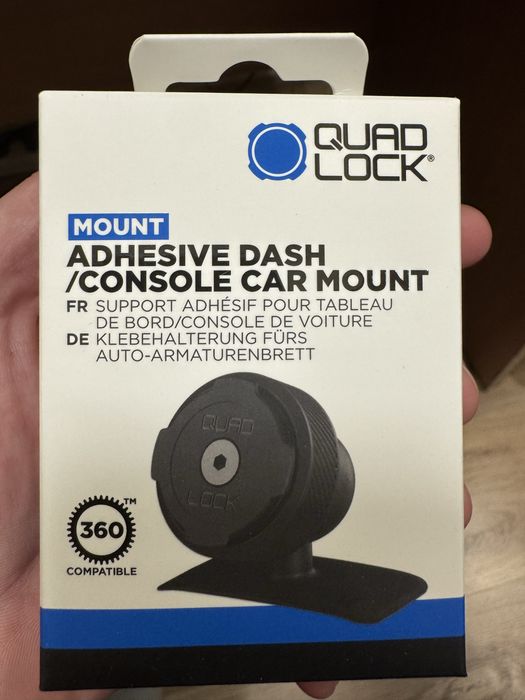 QUAD
LOCK®
MOUNT
ADHESIVE DASH
/CONSOLE CAR MOUNT
FR SUPPORT ADHÉSIF POUR TABLEAU
DE BORD/CONSOLE DE VOITURE
DE KLEBEHALTERUNG FÜRS
AUTO-ARMATURENBRETT
QUAD
LOCK
360™
COMPATIBLE